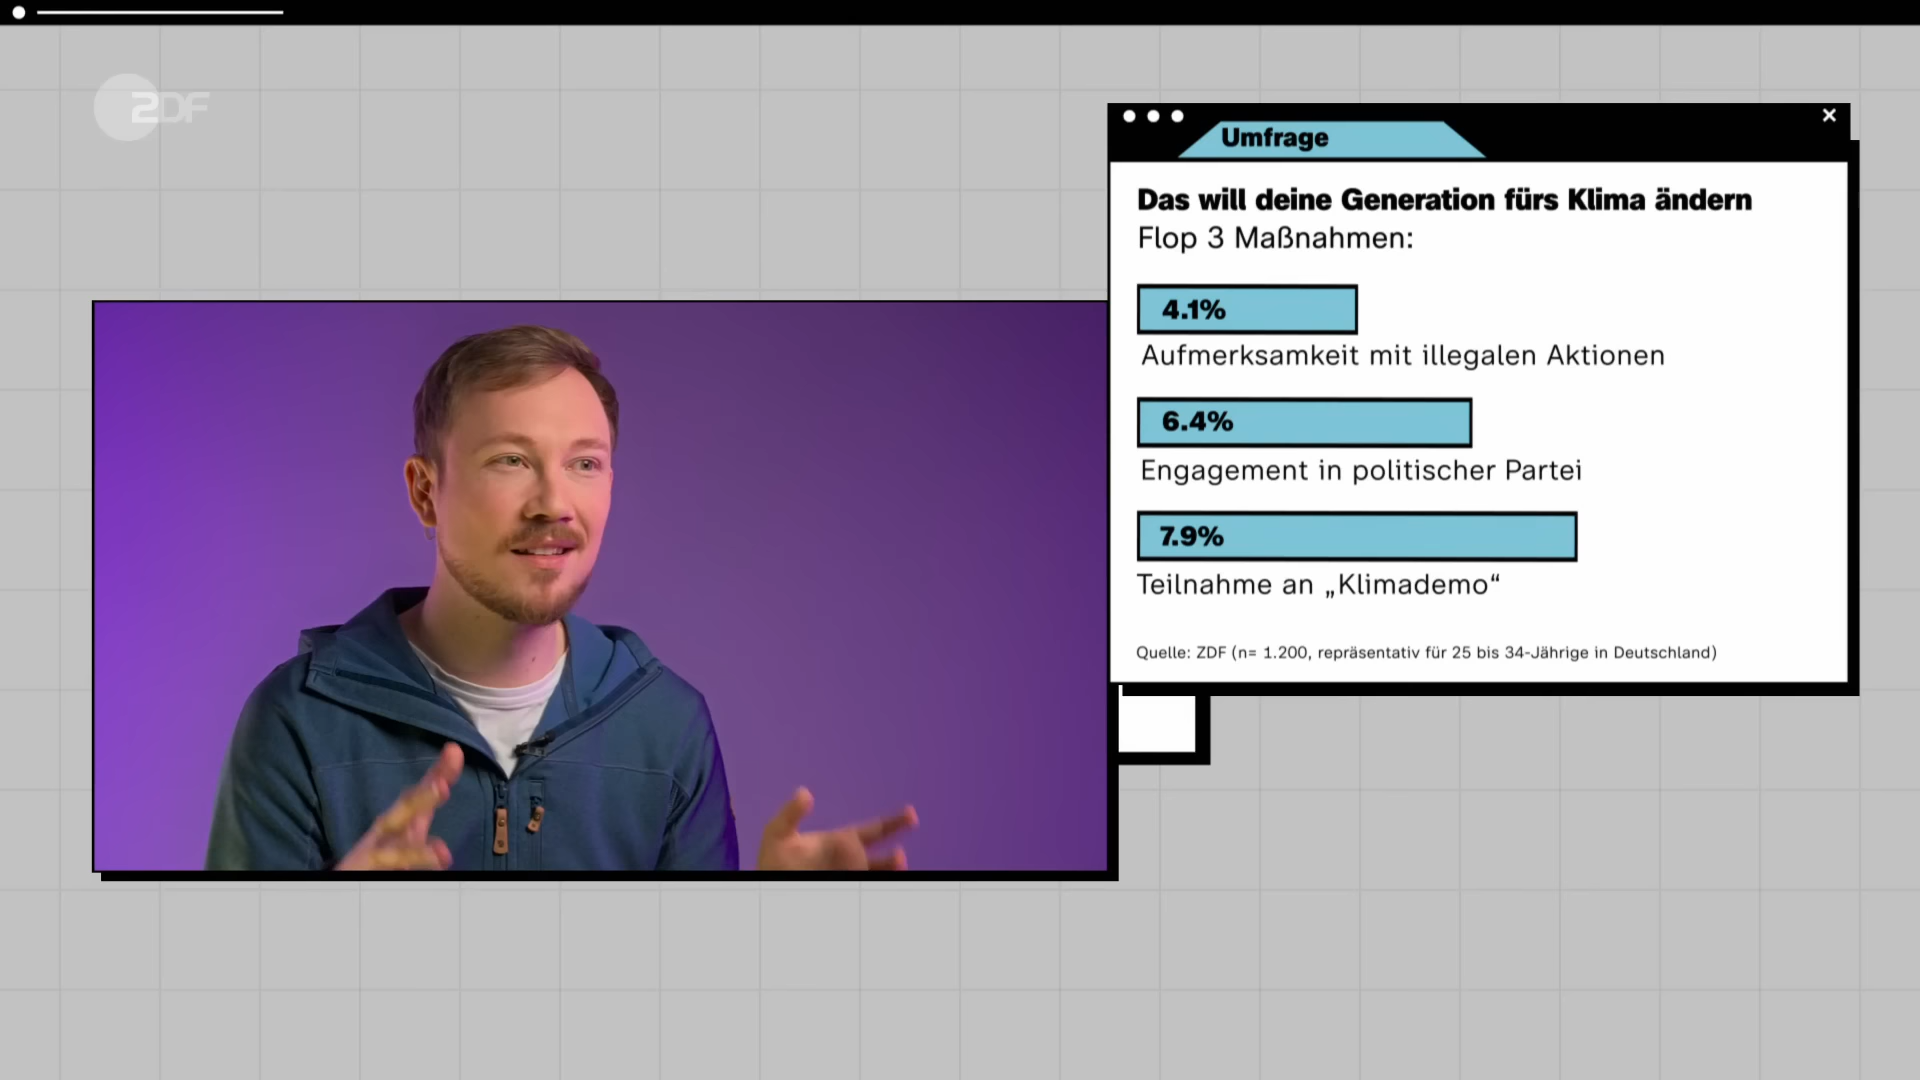 ZDF
Umfrage
Das will deine Generation fürs Klima ändern
Flop 3 Maßnahmen:
4.1%
Aufmerksamkeit mit illegalen Aktionen
6.4%
Engagement in politischer Partei
7.9%
Teilnahme an „Klimademo“
Quelle: ZDF (n= 1.200, repräsentativ für 25 bis 34-Jährige in Deutschland)